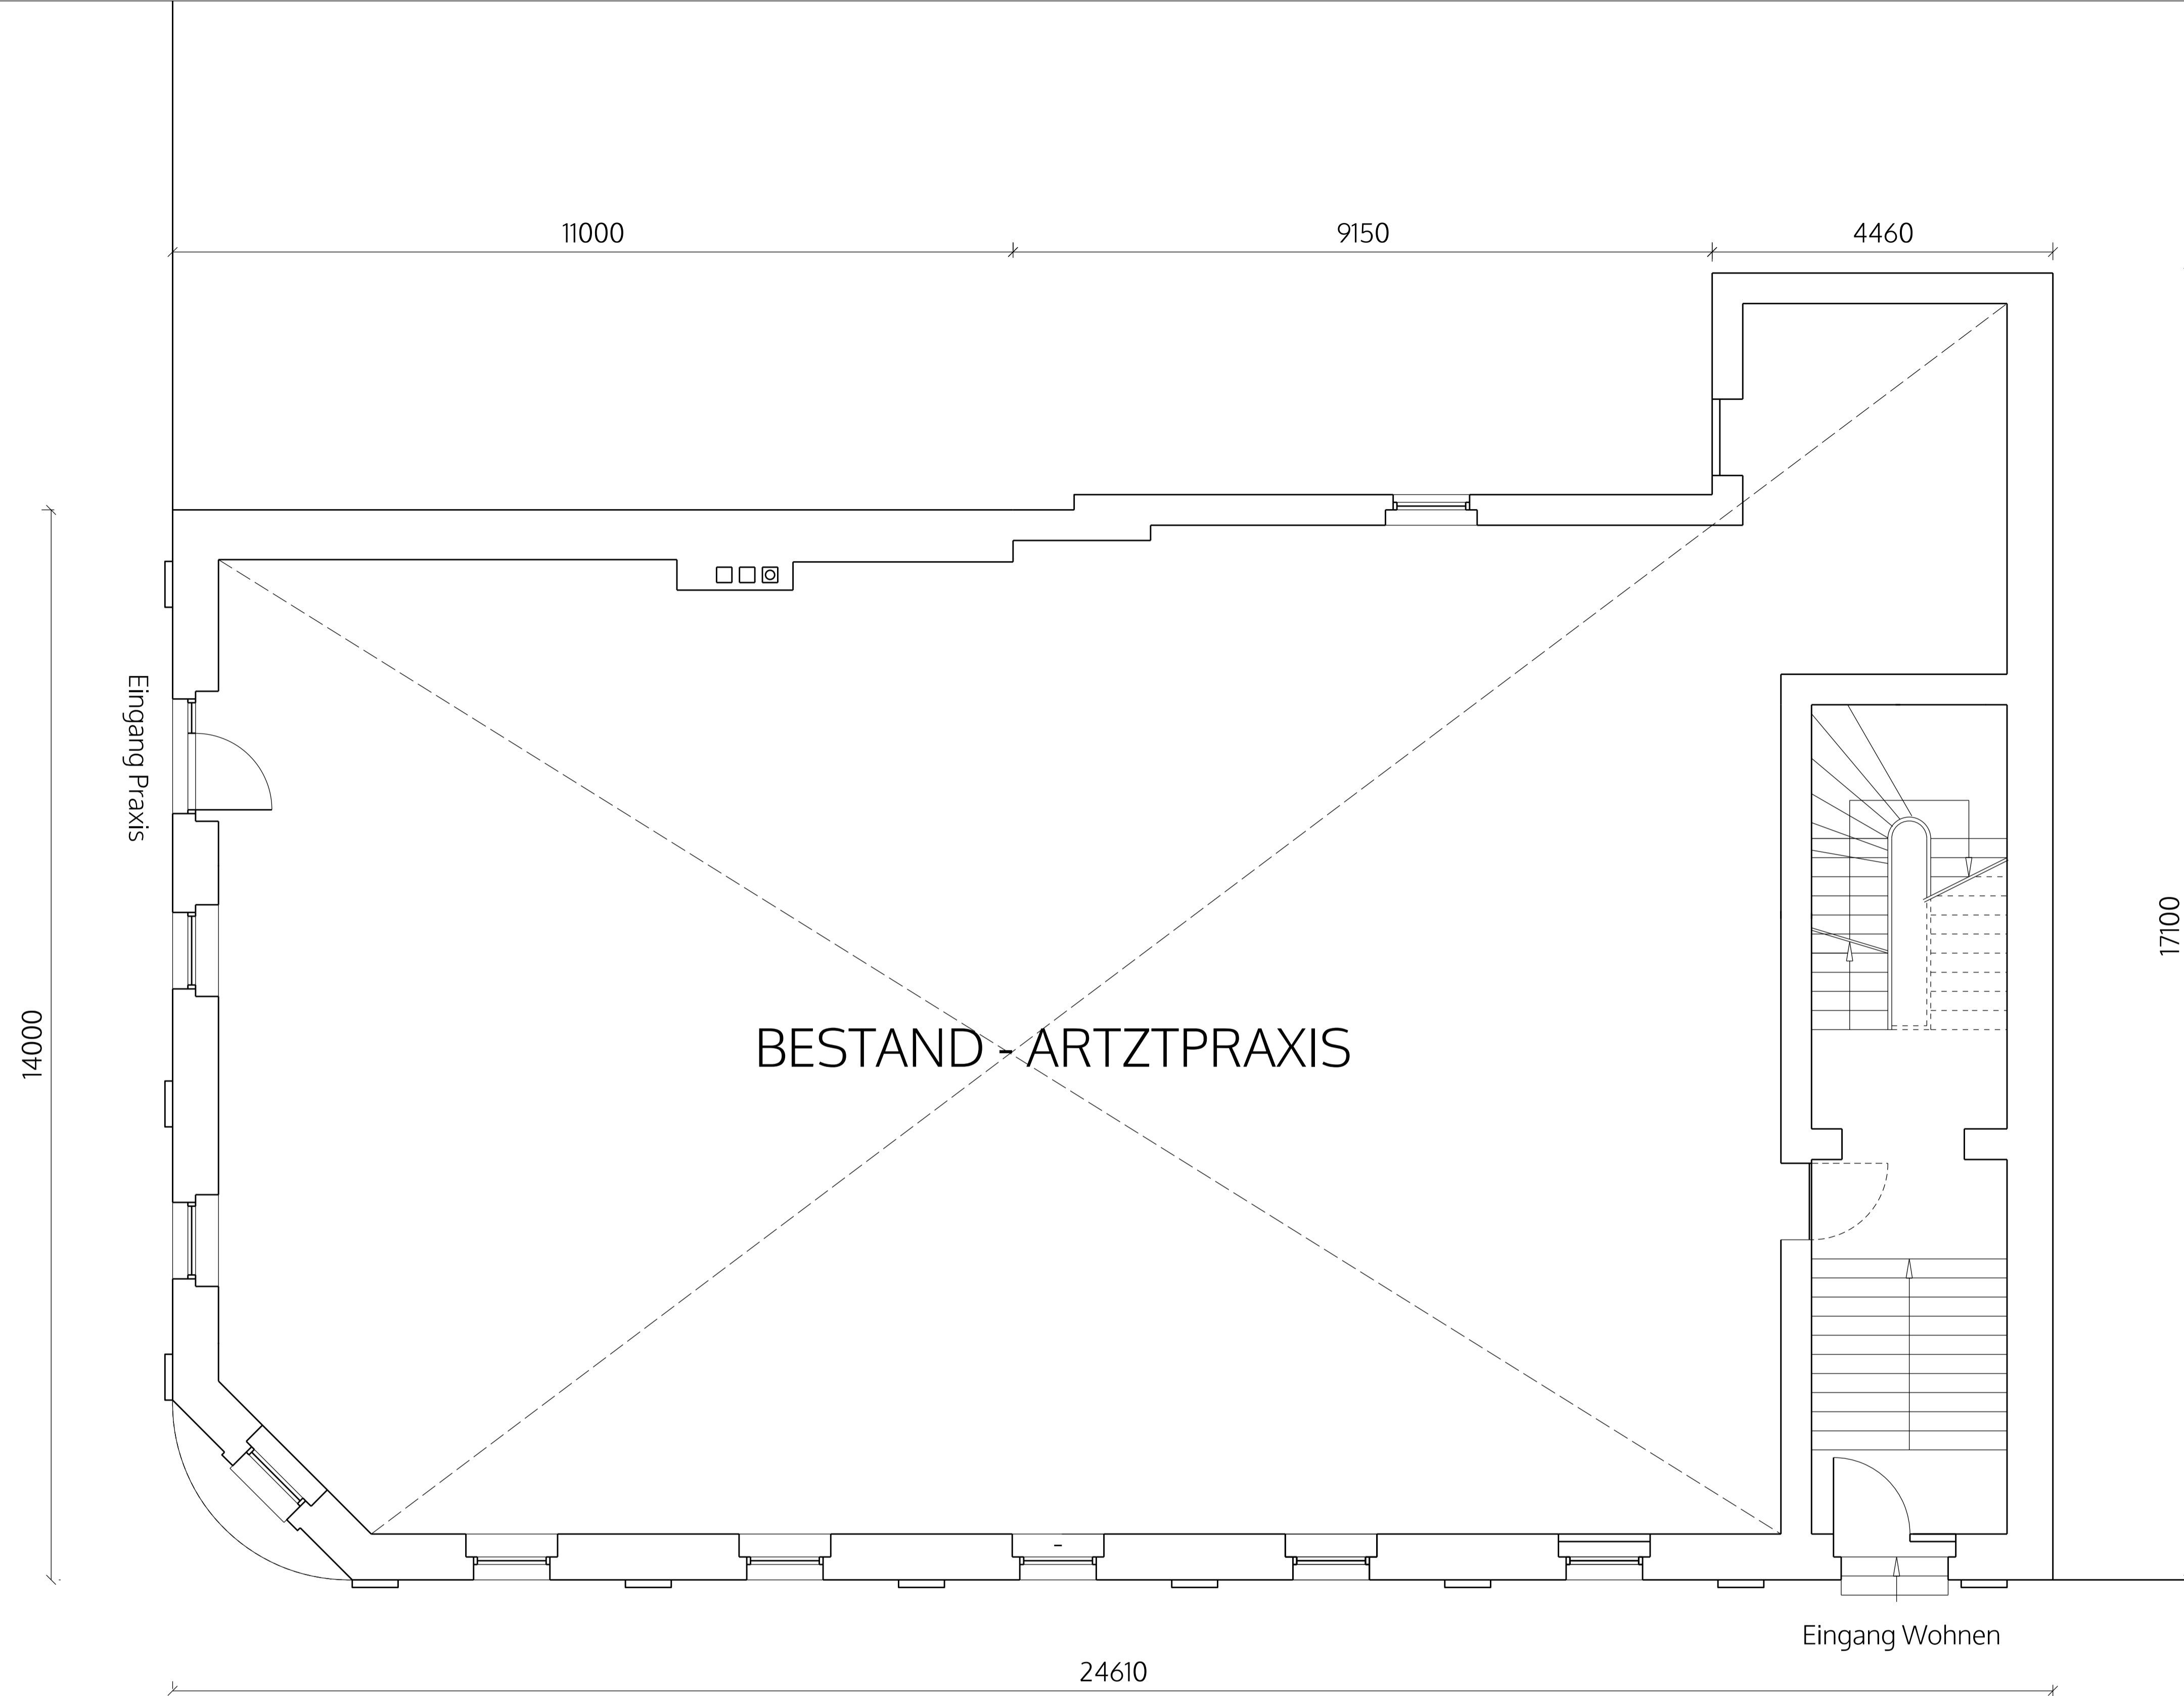 11000
9150
4460
Eingang Praxis
17100
14000
BESTAND - ARTZTPRAXIS
Eingang Wohnen
24610